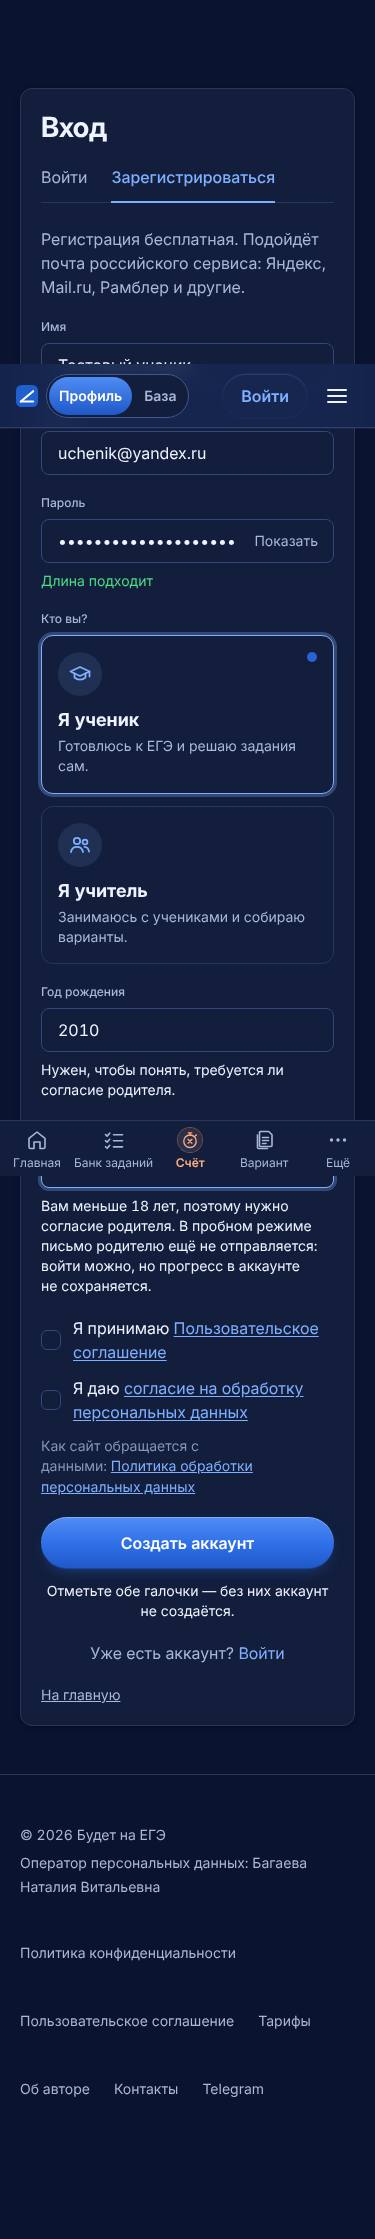 Вход
Войти Зарегистрироваться
Регистрация бесплатная. Подойдёт
почта российского сервиса: Яндекс,
Mail.ru, Рамблер и другие.
Имя
Профиль База Войти
uchenik@yandex.ru
Пароль
••••••••••••••••••• Показать
Длина подходит
Кто вы?
Я ученик
Готовлюсь к ЕГЭ и решаю задания
сам.
Я учитель
Занимаюсь с учениками и собираю
варианты.
Год рождения
2010
Нужен, чтобы понять, требуется ли
согласие родителя.
Главная Банк заданий Счёт Вариант Ещё
Вам меньше 18 лет, поэтому нужно
согласие родителя. В пробном режиме
письмо родителю ещё не отправляется:
войти можно, но прогресс в аккаунте
не сохраняется.
Я принимаю Пользовательское
соглашение
Я даю согласие на обработку
персональных данных
Как сайт обращается с
данными: Политика обработки
персональных данных
Создать аккаунт
Отметьте обе галочки — без них аккаунт
не создаётся.
Уже есть аккаунт? Войти
На главную
© 2026 Будет на ЕГЭ
Оператор персональных данных: Багаева
Наталия Витальевна
Политика конфиденциальности
Пользовательское соглашение Тарифы
Об авторе Контакты Telegram